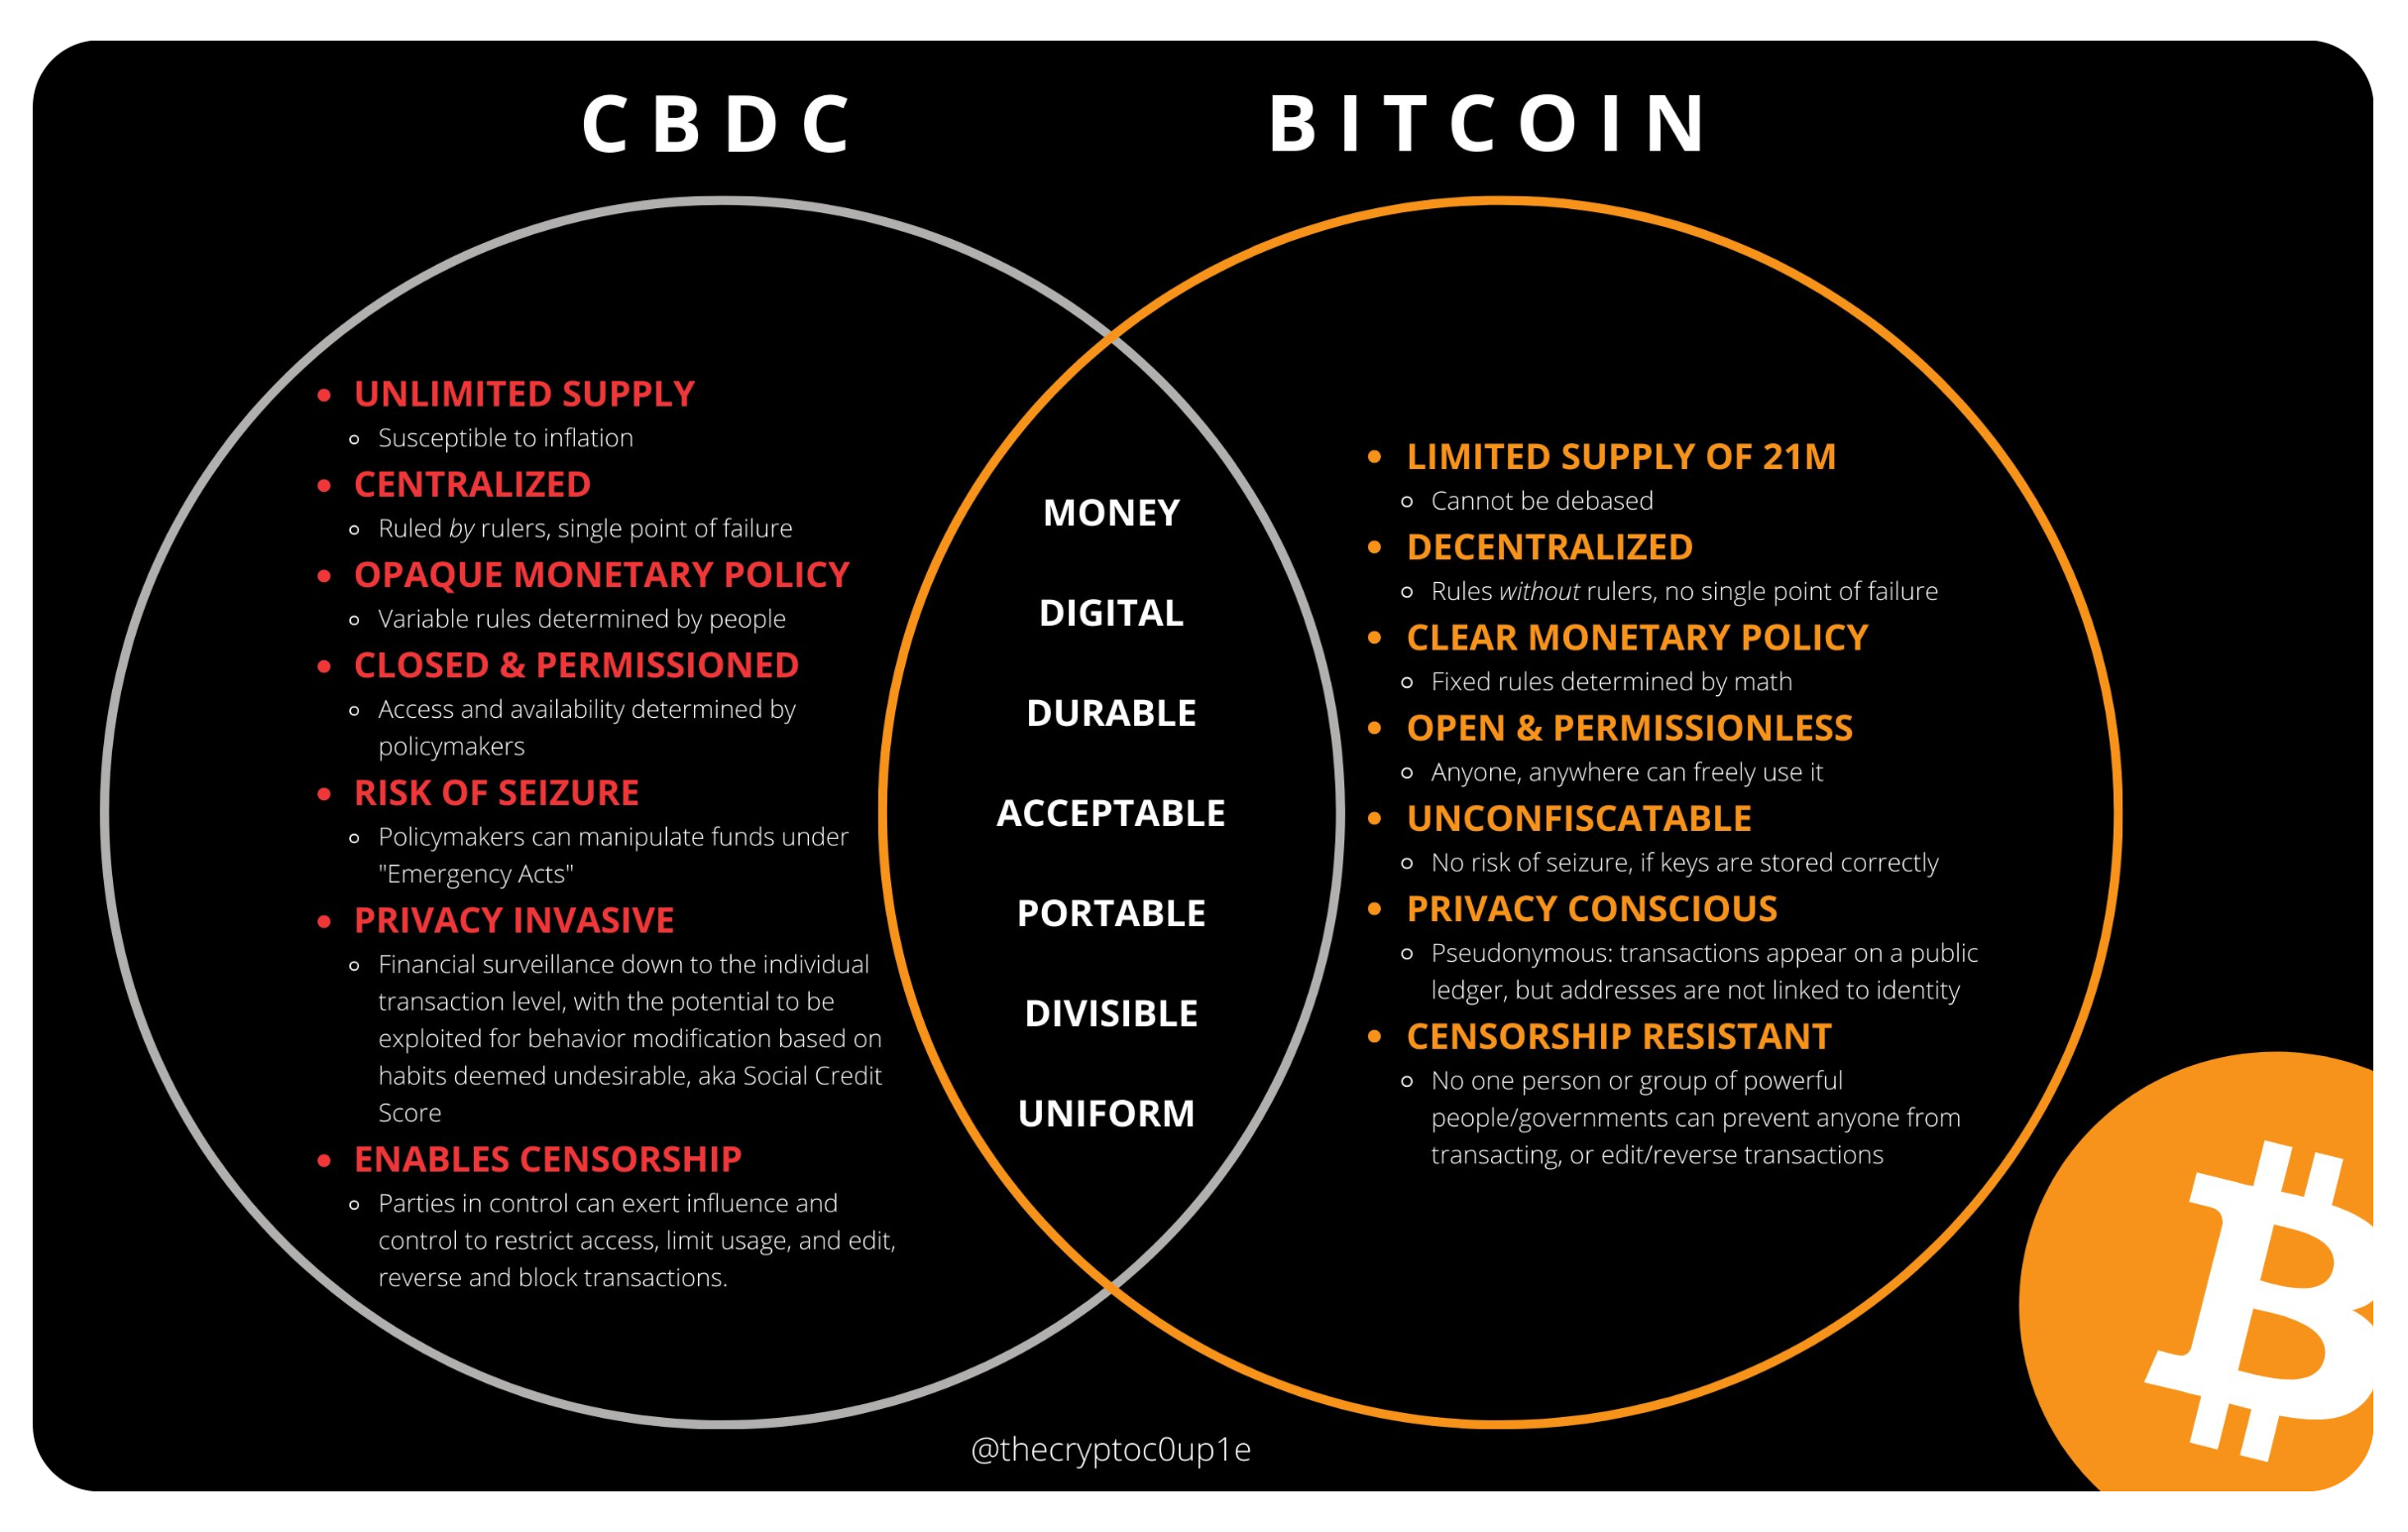 CBDC
BITCOIN
• UNLIMITED SUPPLY
◦ Susceptible to inflation
• CENTRALIZED
◦ Ruled by rulers, single point of failure
• OPAQUE MONETARY POLICY
◦ Variable rules determined by people
• CLOSED & PERMISSIONED
◦ Access and availability determined by
policymakers
• RISK OF SEIZURE
◦ Policymakers can manipulate funds under
"Emergency Acts"
• PRIVACY INVASIVE
◦ Financial surveillance down to the individual
transaction level, with the potential to be
exploited for behavior modification based on
habits deemed undesirable, aka Social Credit
Score
• ENABLES CENSORSHIP
◦ Parties in control can exert influence and
control to restrict access, limit usage, and edit,
reverse and block transactions.
MONEY
DIGITAL
DURABLE
ACCEPTABLE
PORTABLE
DIVISIBLE
UNIFORM
• LIMITED SUPPLY OF 21M
◦ Cannot be debased
• DECENTRALIZED
◦ Rules without rulers, no single point of failure
• CLEAR MONETARY POLICY
◦ Fixed rules determined by math
• OPEN & PERMISSIONLESS
◦ Anyone, anywhere can freely use it
• UNCONFISCATABLE
◦ No risk of seizure, if keys are stored correctly
• PRIVACY CONSCIOUS
◦ Pseudonymous: transactions appear on a public
ledger, but addresses are not linked to identity
• CENSORSHIP RESISTANT
◦ No one person or group of powerful
people/governments can prevent anyone from
transacting, or edit/reverse transactions
@thecryptoc0up1e